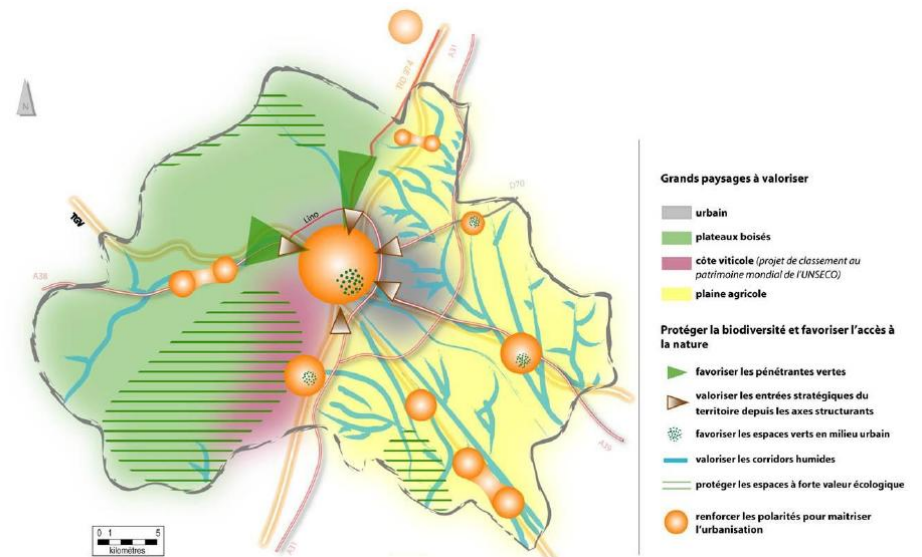 A31
RD 974
N
D70
Lino
TGV
A38
A39
A31
0 1 5
kilomètres
Grands paysages à valoriser
urbain
plateaux boisés
côte viticole (projet de classement au
patrimoine mondial de l'UNSECO)
plaine agricole
Protéger la biodiversité et favoriser l'accès à
la nature
favoriser les pénétrantes vertes
valoriser les entrées stratégiques du
territoire depuis les axes structurants
favoriser les espaces verts en milieu urbain
valoriser les corridors humides
protéger les espaces à forte valeur écologique
renforcer les polarités pour maitriser
l'urbanisation